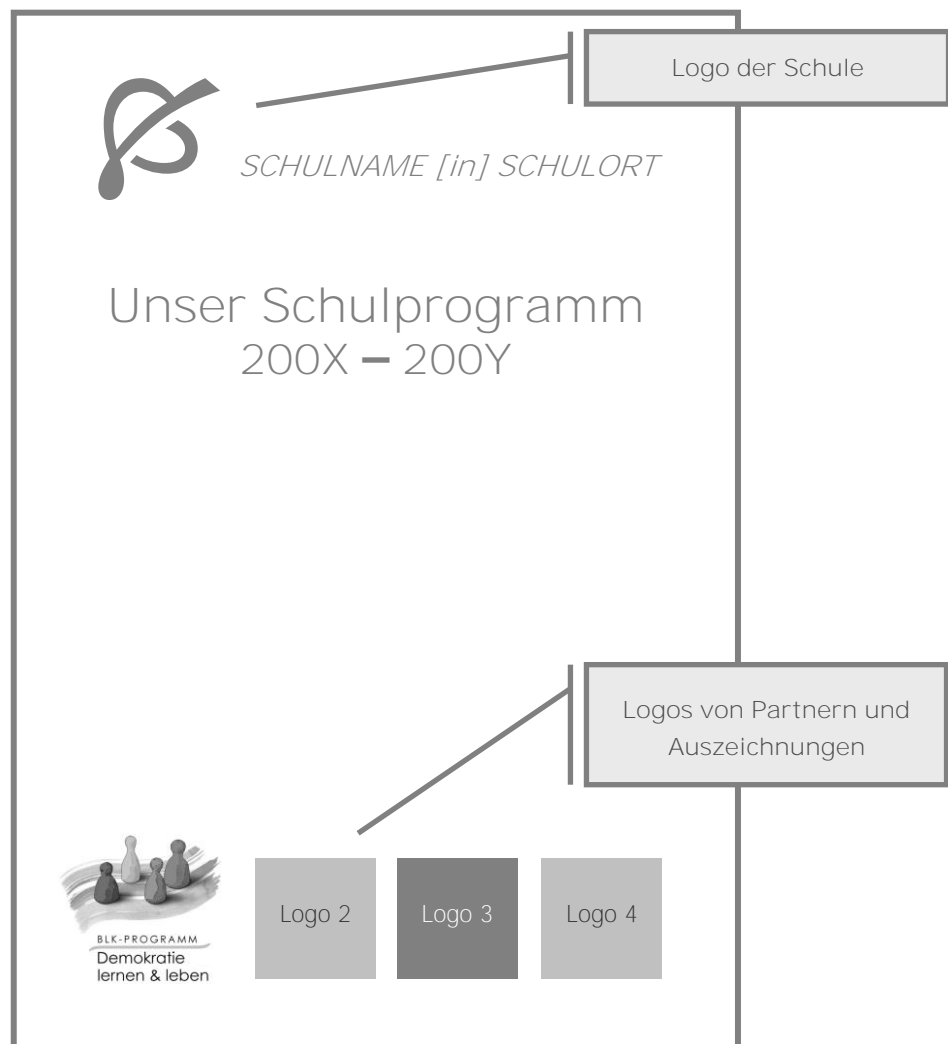 Logo der Schule
SCHULNAME [in] SCHULORT
Unser Schulprogramm
200X – 200Y
Logos von Partnern und
Auszeichnungen
BLK-PROGRAMM
Demokratie
lernen & leben
Logo 2
Logo 3
Logo 4